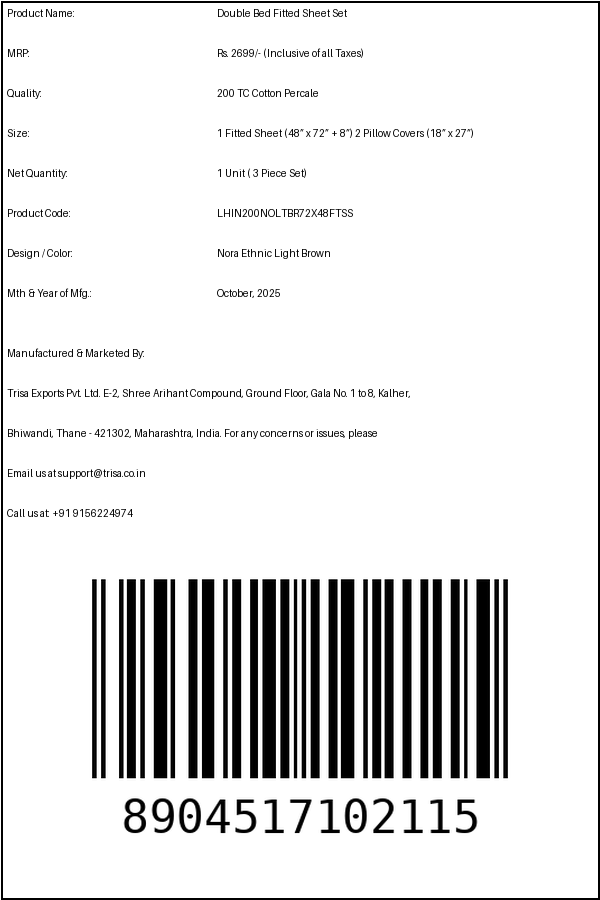 Product Name: Double Bed Fitted Sheet Set
MRP: Rs. 2699/- (Inclusive of all Taxes)
Quality: 200 TC Cotton Percale
Size: 1 Fitted Sheet (48” x 72” + 8”) 2 Pillow Covers (18” x 27”)
Net Quantity: 1 Unit ( 3 Piece Set)
Product Code: LHIN200NOLTBR72X48FTSS
Design / Color: Nora Ethnic Light Brown
Mth & Year of Mfg.: October, 2025
Manufactured & Marketed By:
Trisa Exports Pvt. Ltd. E-2, Shree Arihant Compound, Ground Floor, Gala No. 1 to 8, Kalher,
Bhiwandi, Thane - 421302, Maharashtra, India. For any concerns or issues, please
Email us at support@trisa.co.in
Call us at: +91 9156224974
8904517102115